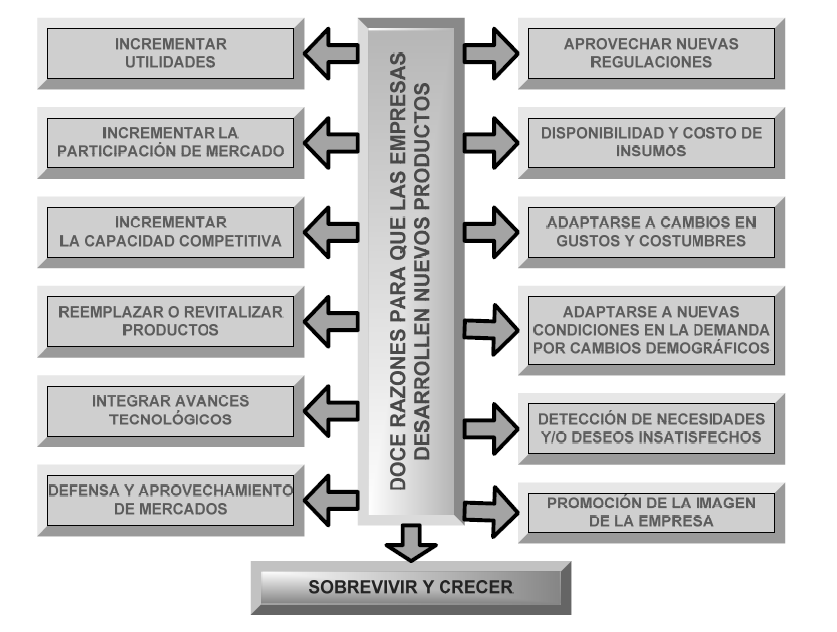 INCREMENTAR
UTILIDADES
INCREMENTAR LA
PARTICIPACIÓN DE MERCADO
INCREMENTAR
LA CAPACIDAD COMPETITIVA
REEMPLAZAR O REVITALIZAR
PRODUCTOS
INTEGRAR AVANCES
TECNOLÓGICOS
DEFENSA Y APROVECHAMIENTO
DE MERCADOS
DOCE RAZONES PARA QUE LAS EMPRESAS
DESARROLLEN NUEVOS PRODUCTOS
APROVECHAR NUEVAS
REGULACIONES
DISPONIBILIDAD Y COSTO DE
INSUMOS
ADAPTARSE A CAMBIOS EN
GUSTOS Y COSTUMBRES
ADAPTARSE A NUEVAS
CONDICIONES EN LA DEMANDA
POR CAMBIOS DEMOGRÁFICOS
DETECCIÓN DE NECESIDADES
Y/O DESEOS INSATISFECHOS
PROMOCIÓN DE LA IMAGEN
DE LA EMPRESA
SOBREVIVIR Y CRECER